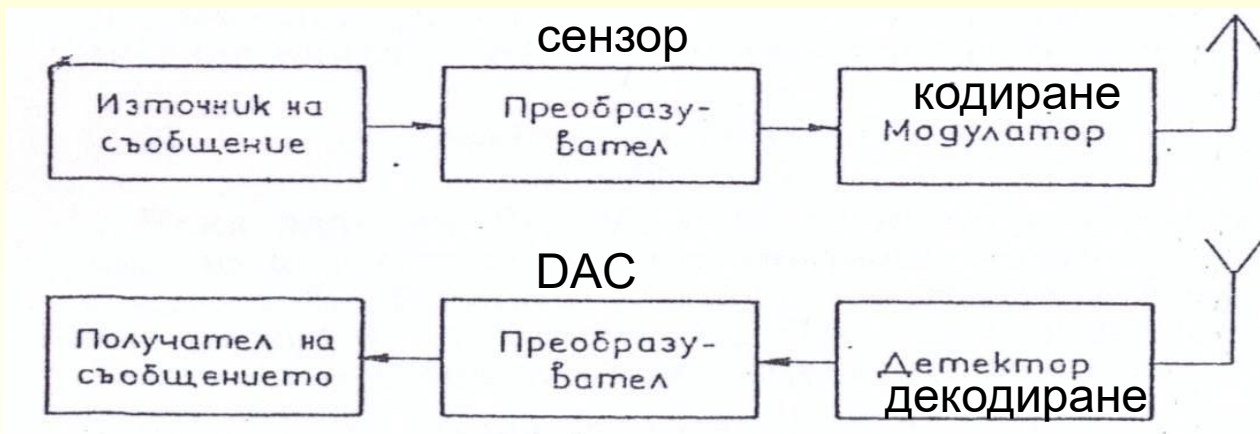 сензор
Източник на
съобщение
Преобразу-
вател
кодиране
Модулатор
DAC
Получател на
съобщението
Преобразу-
вател
Детектор
декодиране